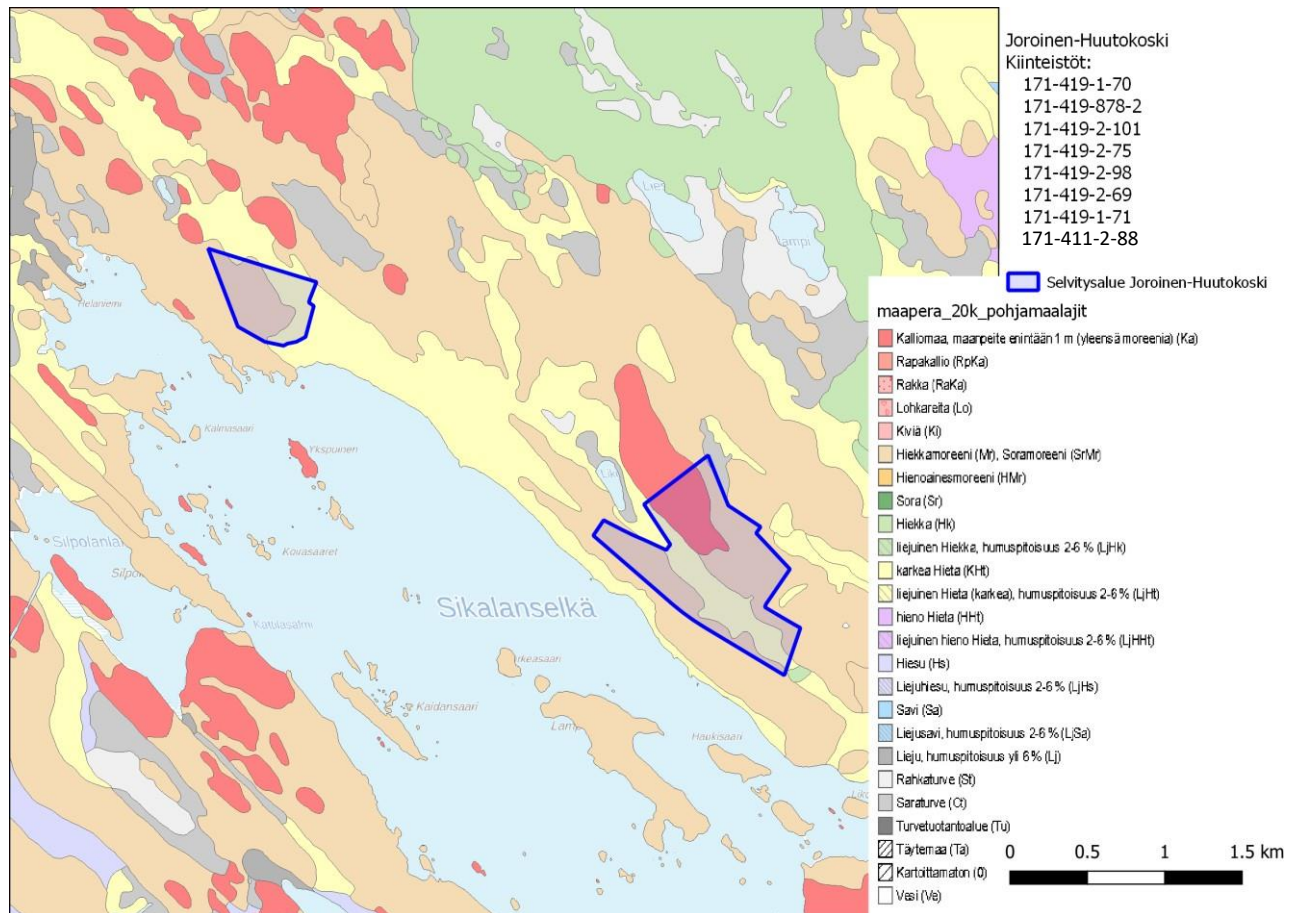 Joroinen-Huutokoski
Kiinteistöt:
171-419-1-70
171-419-878-2
171-419-2-101
171-419-2-75
171-419-2-98
171-419-2-69
171-419-1-71
171-411-2-88
Selvitysalue Joroinen-Huutokoski
maapera_20k_pohjamaalajit
Kalliomaa, maanpeite enintään 1 m (yleensä moreenia) (Ka)
Rapakallio (RpKa)
Rakka (RaKa)
Lohkareita (Lo)
Kiviä (Ki)
Hiekkamoreeni (Mr), Soramoreeni (SrMr)
Hienoainesmoreeni (HMr)
Sora (Sr)
Hiekka (Hk)
liejuinen Hiekka, humuspitoisuus 2-6 % (LjHk)
karkea Hieta (KHt)
liejuinen Hieta (karkea), humuspitoisuus 2-6 % (LjHt)
hieno Hieta (HHt)
liejuinen hieno Hieta, humuspitoisuus 2-6 % (LjHHt)
Hiesu (Hs)
Liejuhiesu, humuspitoisuus 2-6 % (LjHs)
Savi (Sa)
Liejusavi, humuspitoisuus 2-6 % (LjSa)
Lieju, humuspitoisuus yli 6 % (Lj)
Rahkaturve (St)
Saraturve (Ct)
Turvetuotantoalue (Tu)
Täytemaa (Ta)
Kartoittamaton (0)
Vesi (Ve)
0 0.5 1 1.5 km
Lampi
Kalmasaari
Ykspuinen
Kovasaaret
Sikalanselkä
Kaidansaari
Haukisaari